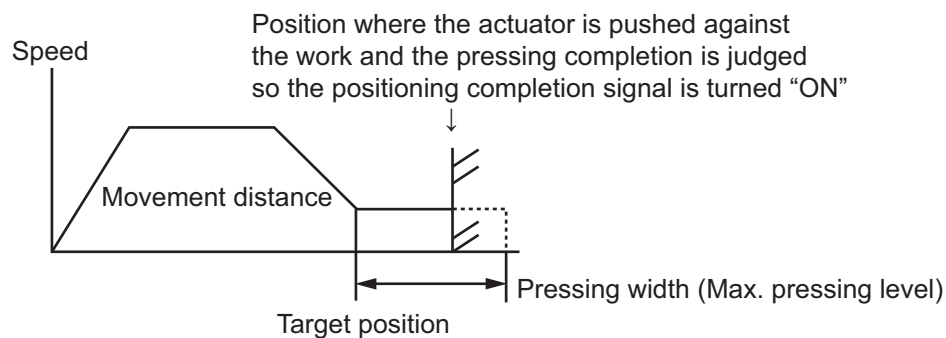 Position where the actuator is pushed against
the work and the pressing completion is judged
so the positioning completion signal is turned “ON”
↓
Speed
Movement distance
Pressing width (Max. pressing level)
Target position